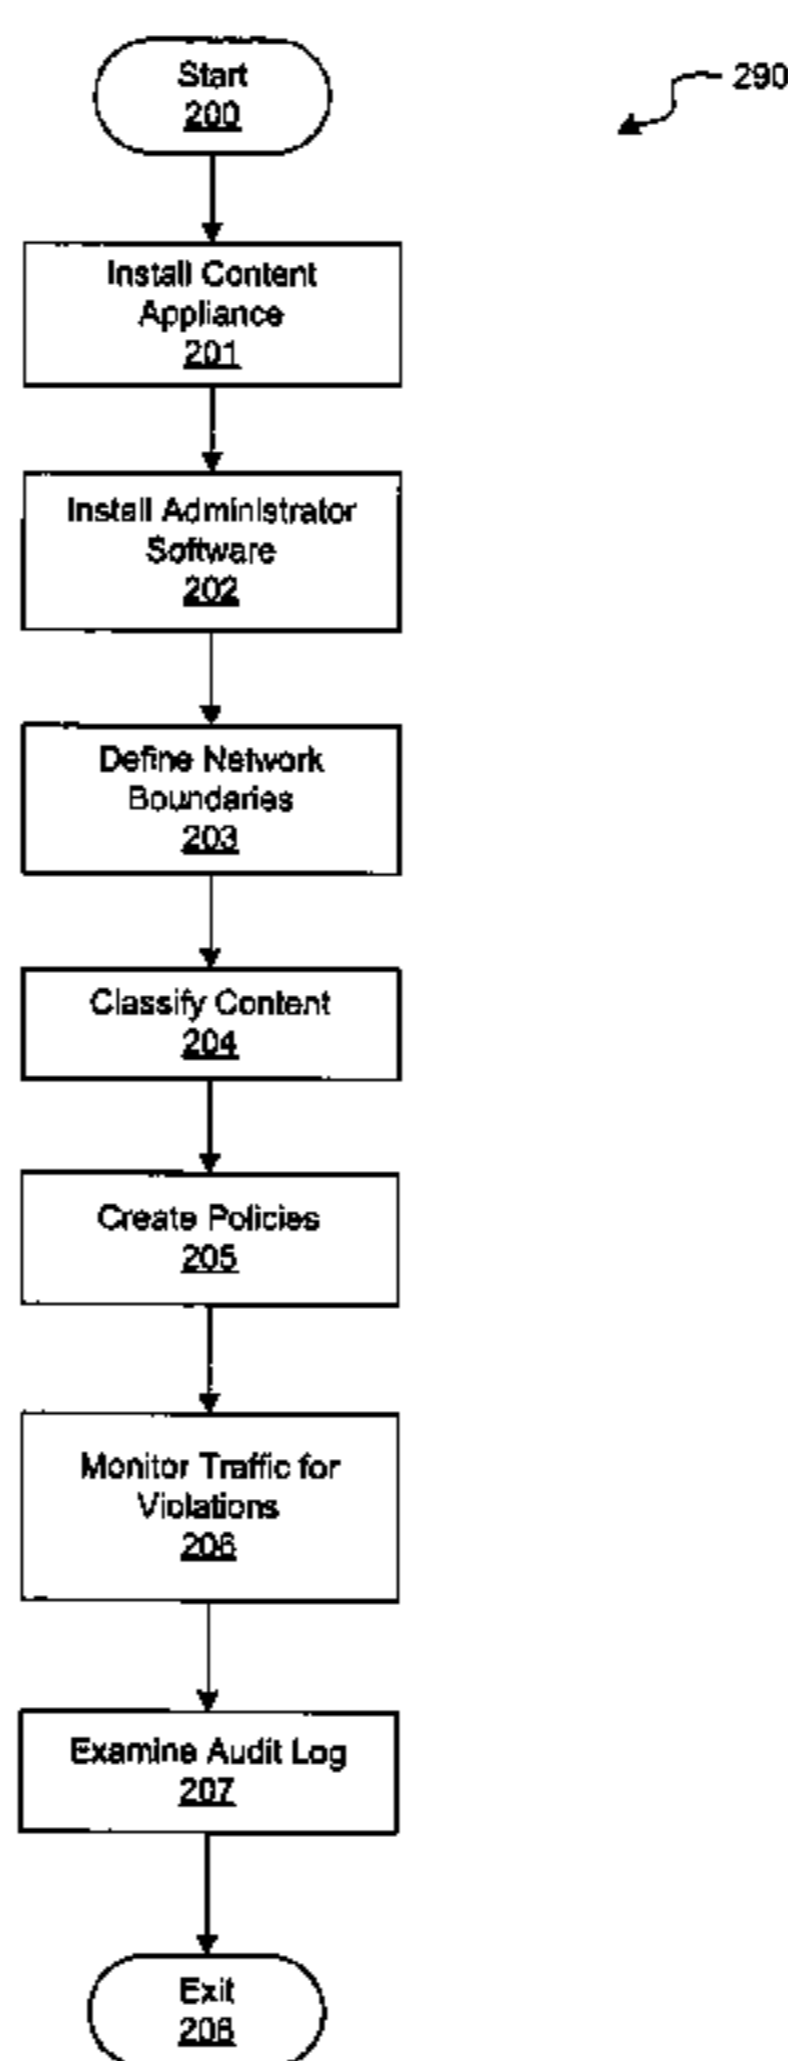 Start
290
200
Install Content
Appliance
201
Install Administrator
Software
202
Define Network
Boundaries
203
Classify Content
204
Create Policies
205
Monitor Traffic for
Violations
206
Examine Audit Log
207
Exit
208